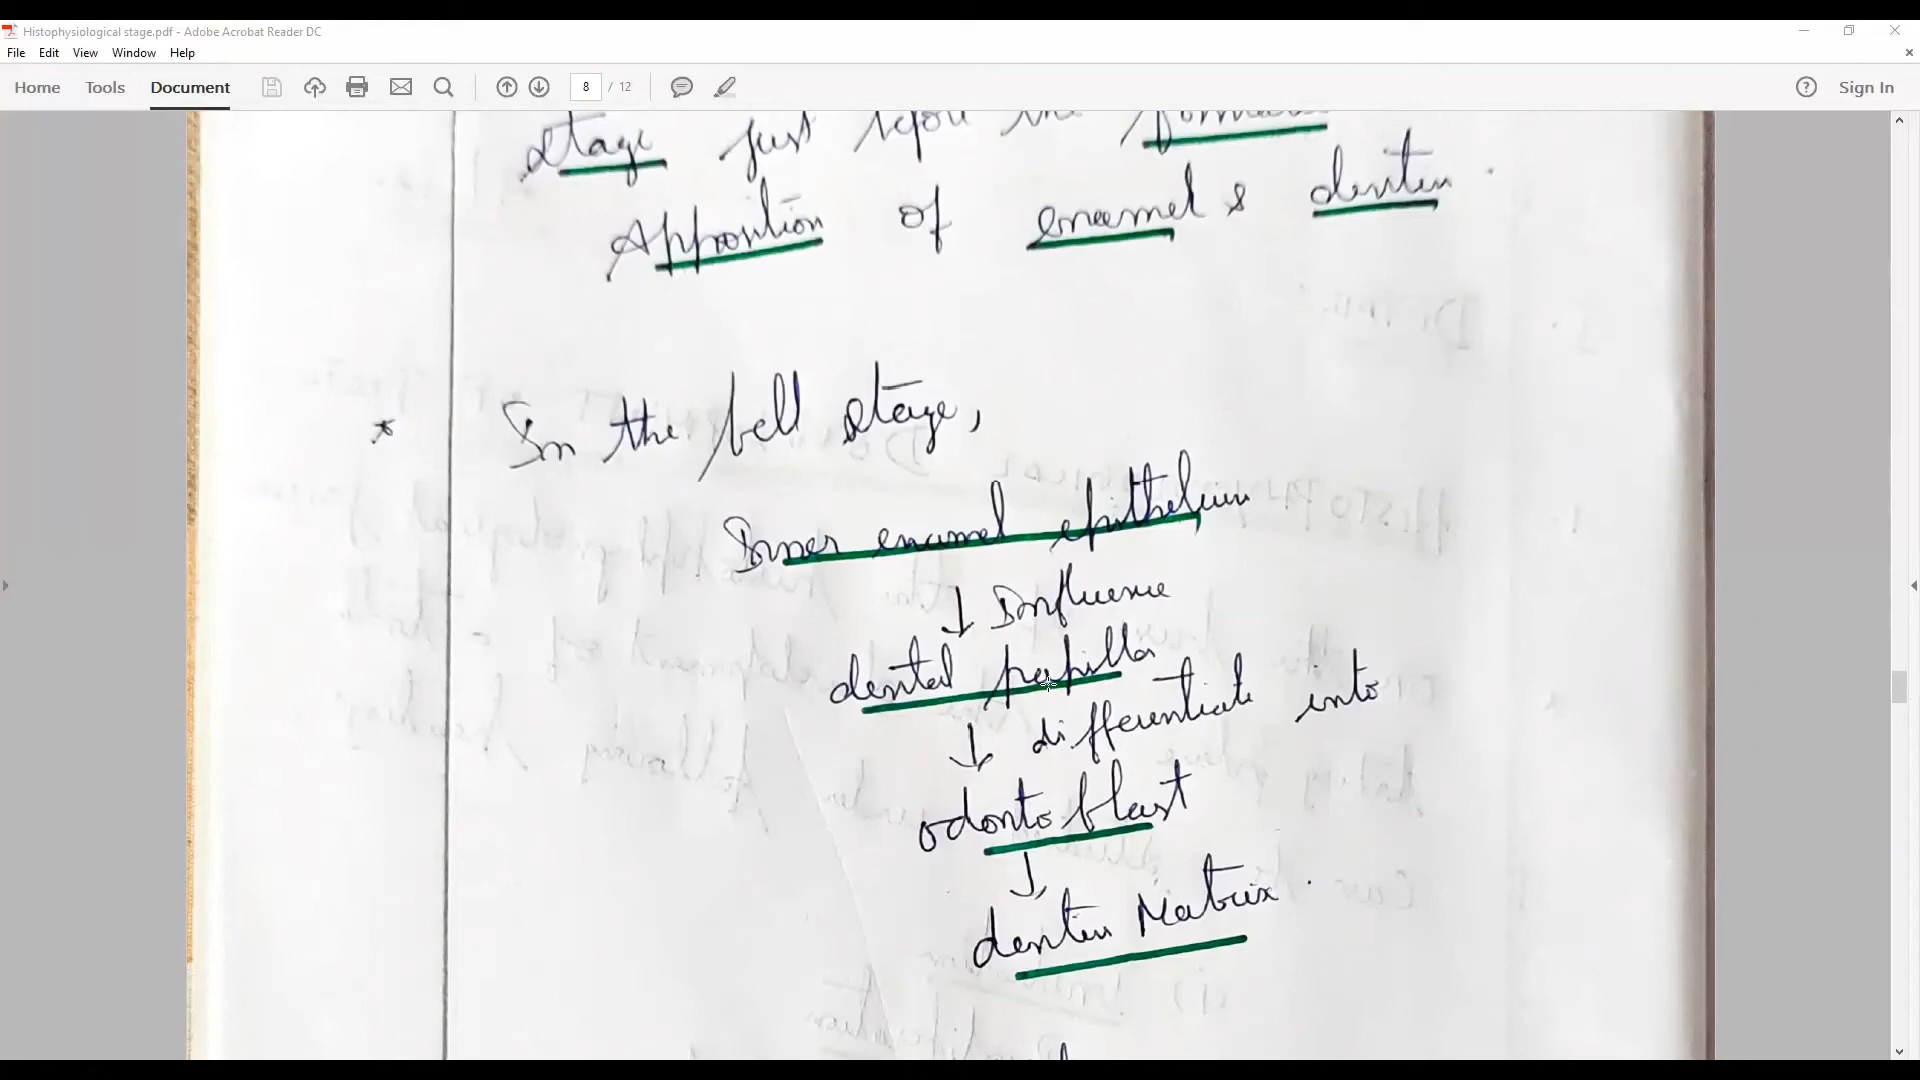 Histophysiological stage.pdf - Adobe Acrobat Reader DC
File Edit View Window Help
Home Tools Document 8 / 12 Sign In
stage just before the
Apposition of enamel & dentin.
* In the bell stage,
Inner enamel epithelium
↓ Influence
dental papilla
↓ differentiate into
odontoblast
↓
dentin Matrix.